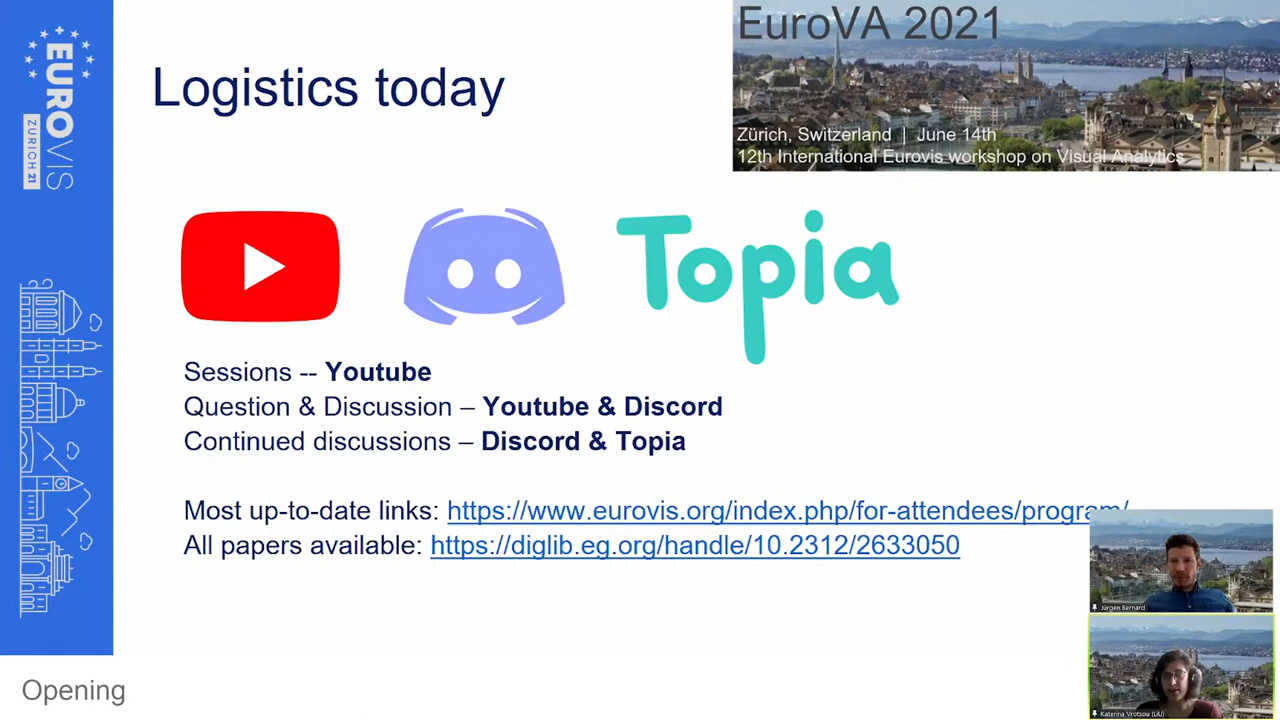 EUROVIS
ZURICH 21
EuroVA 2021
Zürich, Switzerland | June 14th
12th International Eurovis workshop on Visual Analytics
Logistics today
Topia
Sessions -- Youtube
Question & Discussion – Youtube & Discord
Continued discussions – Discord & Topia
Most up-to-date links: https://www.eurovis.org/index.php/for-attendees/program/
All papers available: https://diglib.eg.org/handle/10.2312/2633050
Jürgen Bernard
Katerina Vrotsou (LiU)
Opening